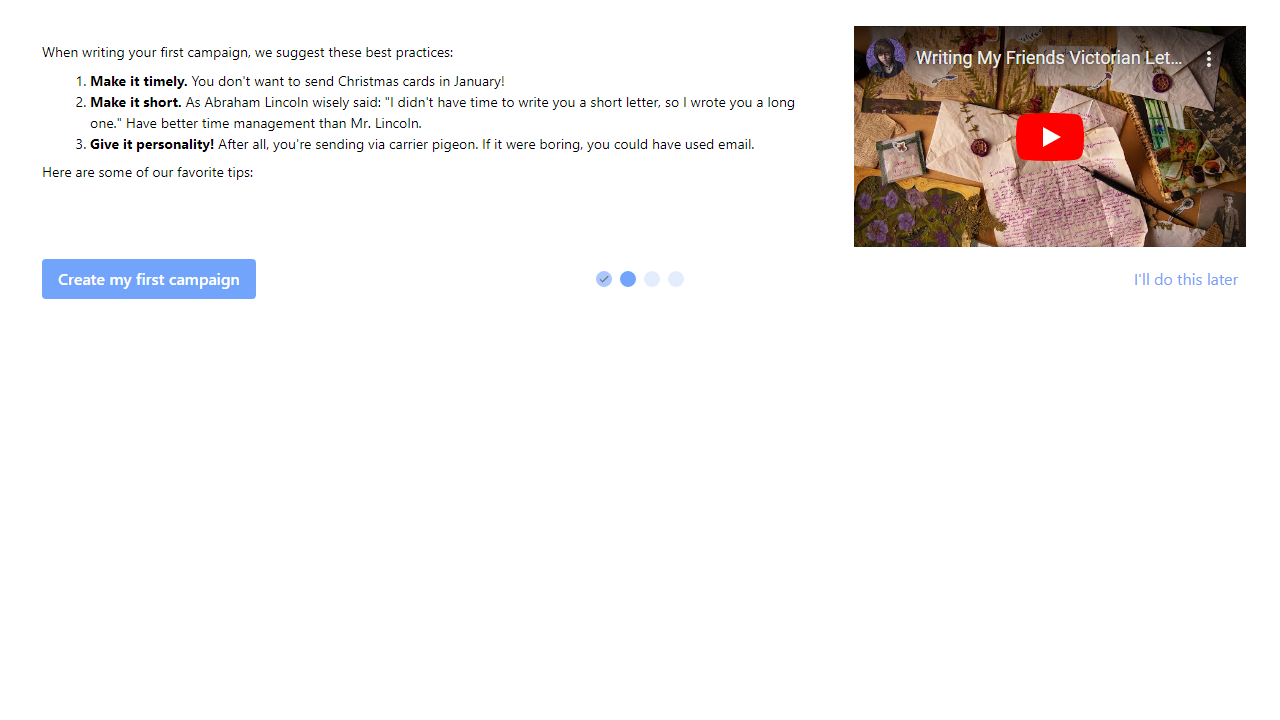 When writing your first campaign, we suggest these best practices:
1. Make it timely. You don't want to send Christmas cards in January!
2. Make it short. As Abraham Lincoln wisely said: "I didn't have time to write you a short letter, so I wrote you a long
one." Have better time management than Mr. Lincoln.
3. Give it personality! After all, you're sending via carrier pigeon. If it were boring, you could have used email.
Here are some of our favorite tips:
Writing My Friends Victorian Let...
Create my first campaign
I'll do this later